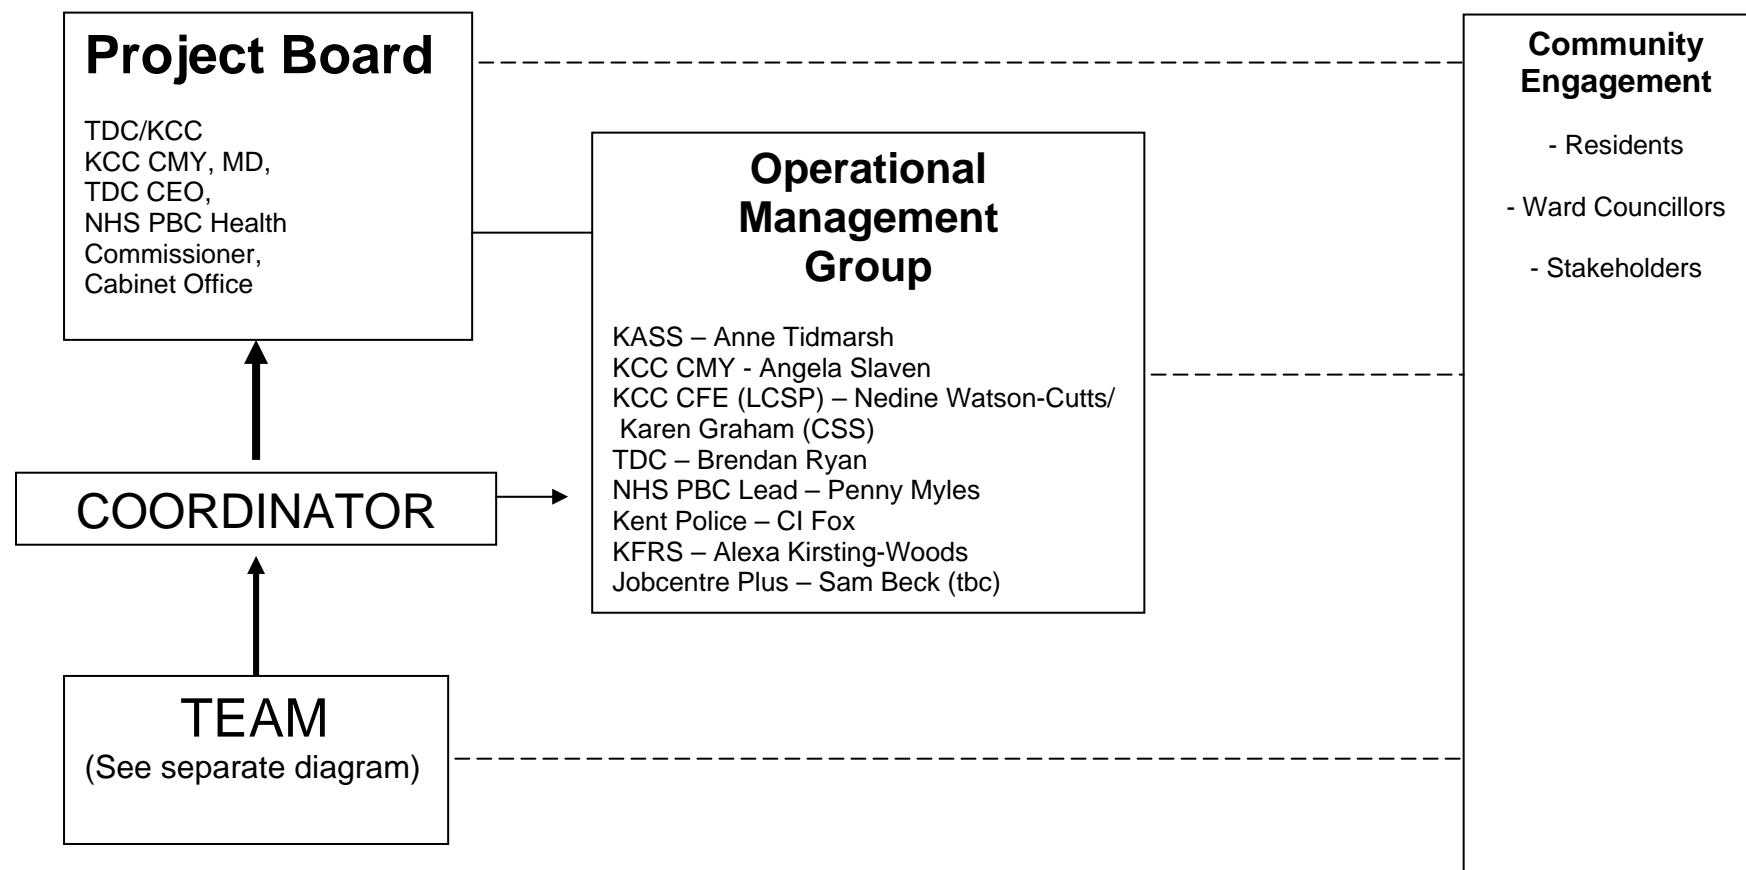 Project Board
TDC/KCC
KCC CMY, MD,
TDC CEO,
NHS PBC Health
Commissioner,
Cabinet Office
Operational
Management
Group
KASS – Anne Tidmarsh
KCC CMY - Angela Slaven
KCC CFE (LCSP) – Nedine Watson-Cutts/
Karen Graham (CSS)
TDC – Brendan Ryan
NHS PBC Lead – Penny Myles
Kent Police – CI Fox
KFRS – Alexa Kirsting-Woods
Jobcentre Plus – Sam Beck (tbc)
Community
Engagement
- Residents
- Ward Councillors
- Stakeholders
COORDINATOR
TEAM
(See separate diagram)